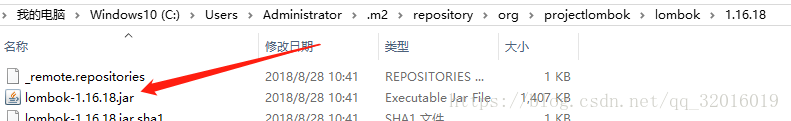 我的电脑 > Windows10 (C:) > Users > Administrator > .m2 > repository > org > projectlombok > lombok > 1.16.18
名称 修改日期 类型 大小
_remote.repositories 2018/8/28 10:41 REPOSITORIES ... 1 KB
lombok-1.16.18.jar 2018/8/28 10:41 Executable Jar File 1,407 KB
lombok-1.16.18.jar.sha1 2018/8/28 10:41 SHA1 文件 1 KB
https://blog.csdn.net/qq_32016019